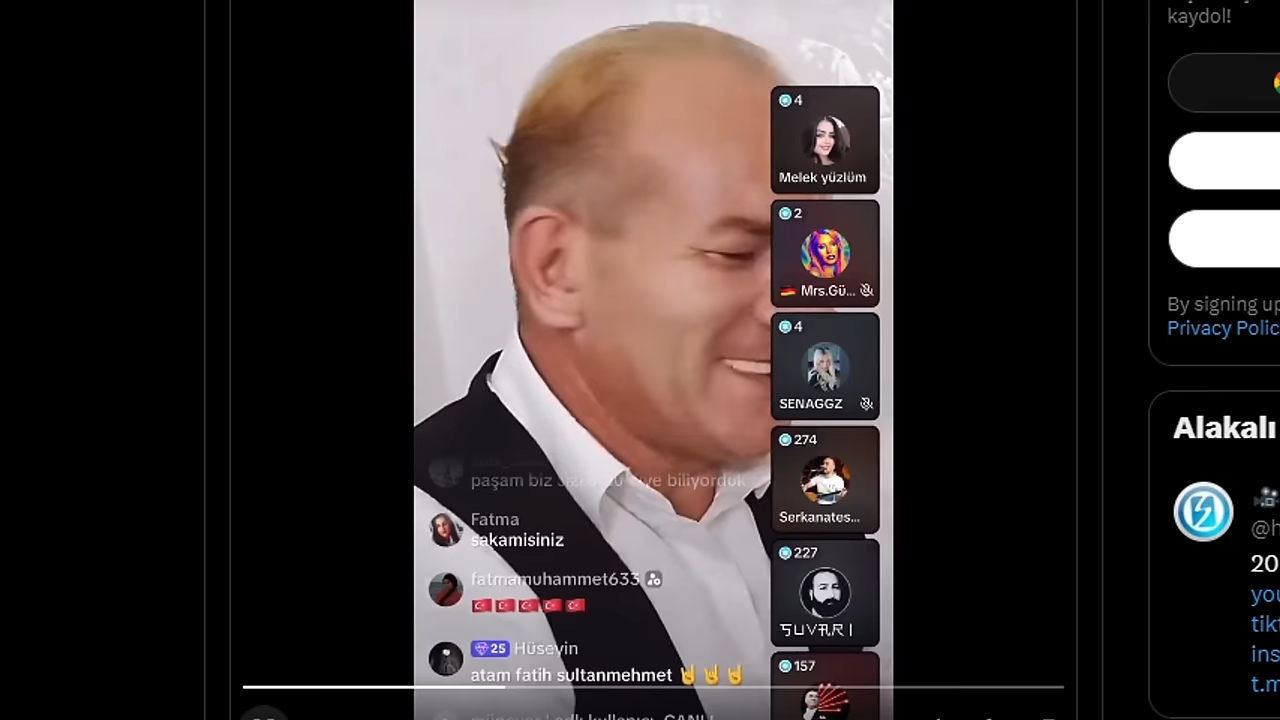 kaydol!
4
Melek yüzlüm
2
Mrs.Gü...
4
SENAGGZ
By signing up
Privacy Polic
Alakalı
274
paşam biz
biliyorduk
Serkanates...
Fatma
sakamisiniz
@h
20
227
fatmamuhammet633
you
tikt
25 Hüseyin
atam fatih sultanmehmet
157
ins
t.m